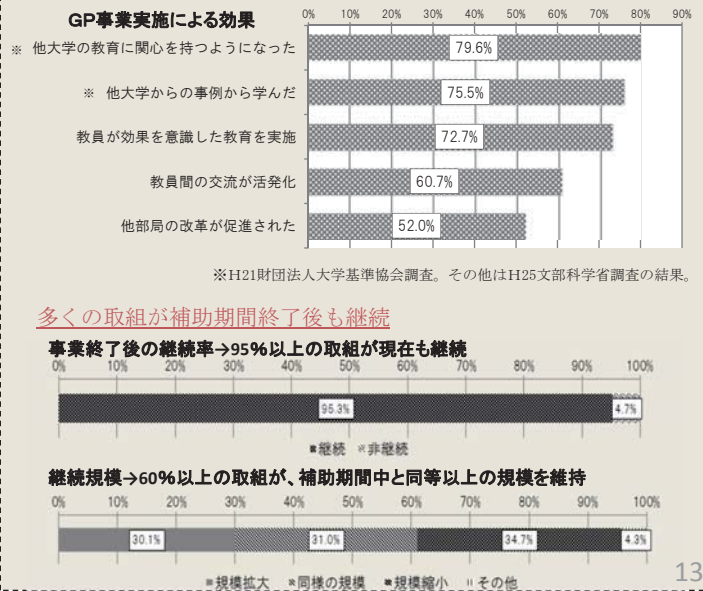 GP事業実施による効果
0% 10% 20% 30% 40% 50% 60% 70% 80% 90%
※ 他大学の教育に関心を持つようになった 79.6%
※ 他大学からの事例から学んだ 75.5%
教員が効果を意識した教育を実施 72.7%
教員間の交流が活発化 60.7%
他部局の改革が促進された 52.0%
※H21財団法人大学基準協会調査。その他はH25文部科学省調査の結果。
多くの取組が補助期間終了後も継続
事業終了後の継続率→95%以上の取組が現在も継続
0% 10% 20% 30% 40% 50% 60% 70% 80% 90% 100%
95.3% 4.7%
■継続 ※非継続
継続規模→60%以上の取組が、補助期間中と同等以上の規模を維持
0% 10% 20% 30% 40% 50% 60% 70% 80% 90% 100%
30.1% 31.0% 34.7% 4.3%
■規模拡大 ※同様の規模 ■規模縮小 ॥その他
13